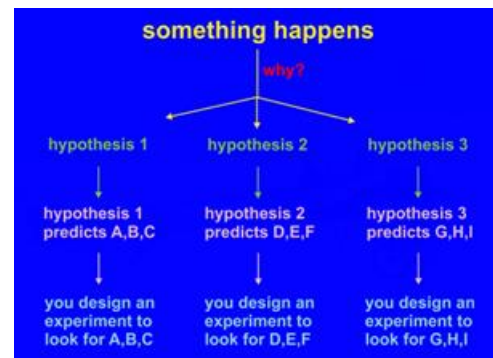 something happens
why?
hypothesis 1
hypothesis 2
hypothesis 3
hypothesis 1
predicts A,B,C
hypothesis 2
predicts D,E,F
hypothesis 3
predicts G,H,I
you design an
experiment to
look for A,B,C
you design an
experiment to
look for D,E,F
you design an
experiment to
look for G,H,I